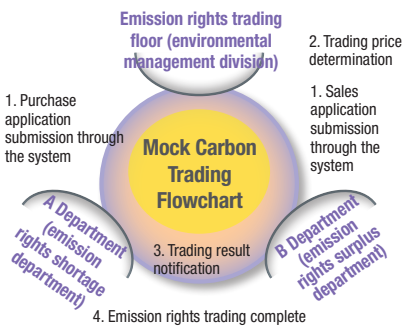 Emission rights trading
floor (environmental
management division)
2. Trading price
determination
1. Purchase
application
submission through
the system
1. Sales
application
submission
through the
system
Mock Carbon
Trading
Flowchart
A Department
(emission
rights shortage
department)
3. Trading result
notification
B Department
(emission
rights surplus
department)
4. Emission rights trading complete